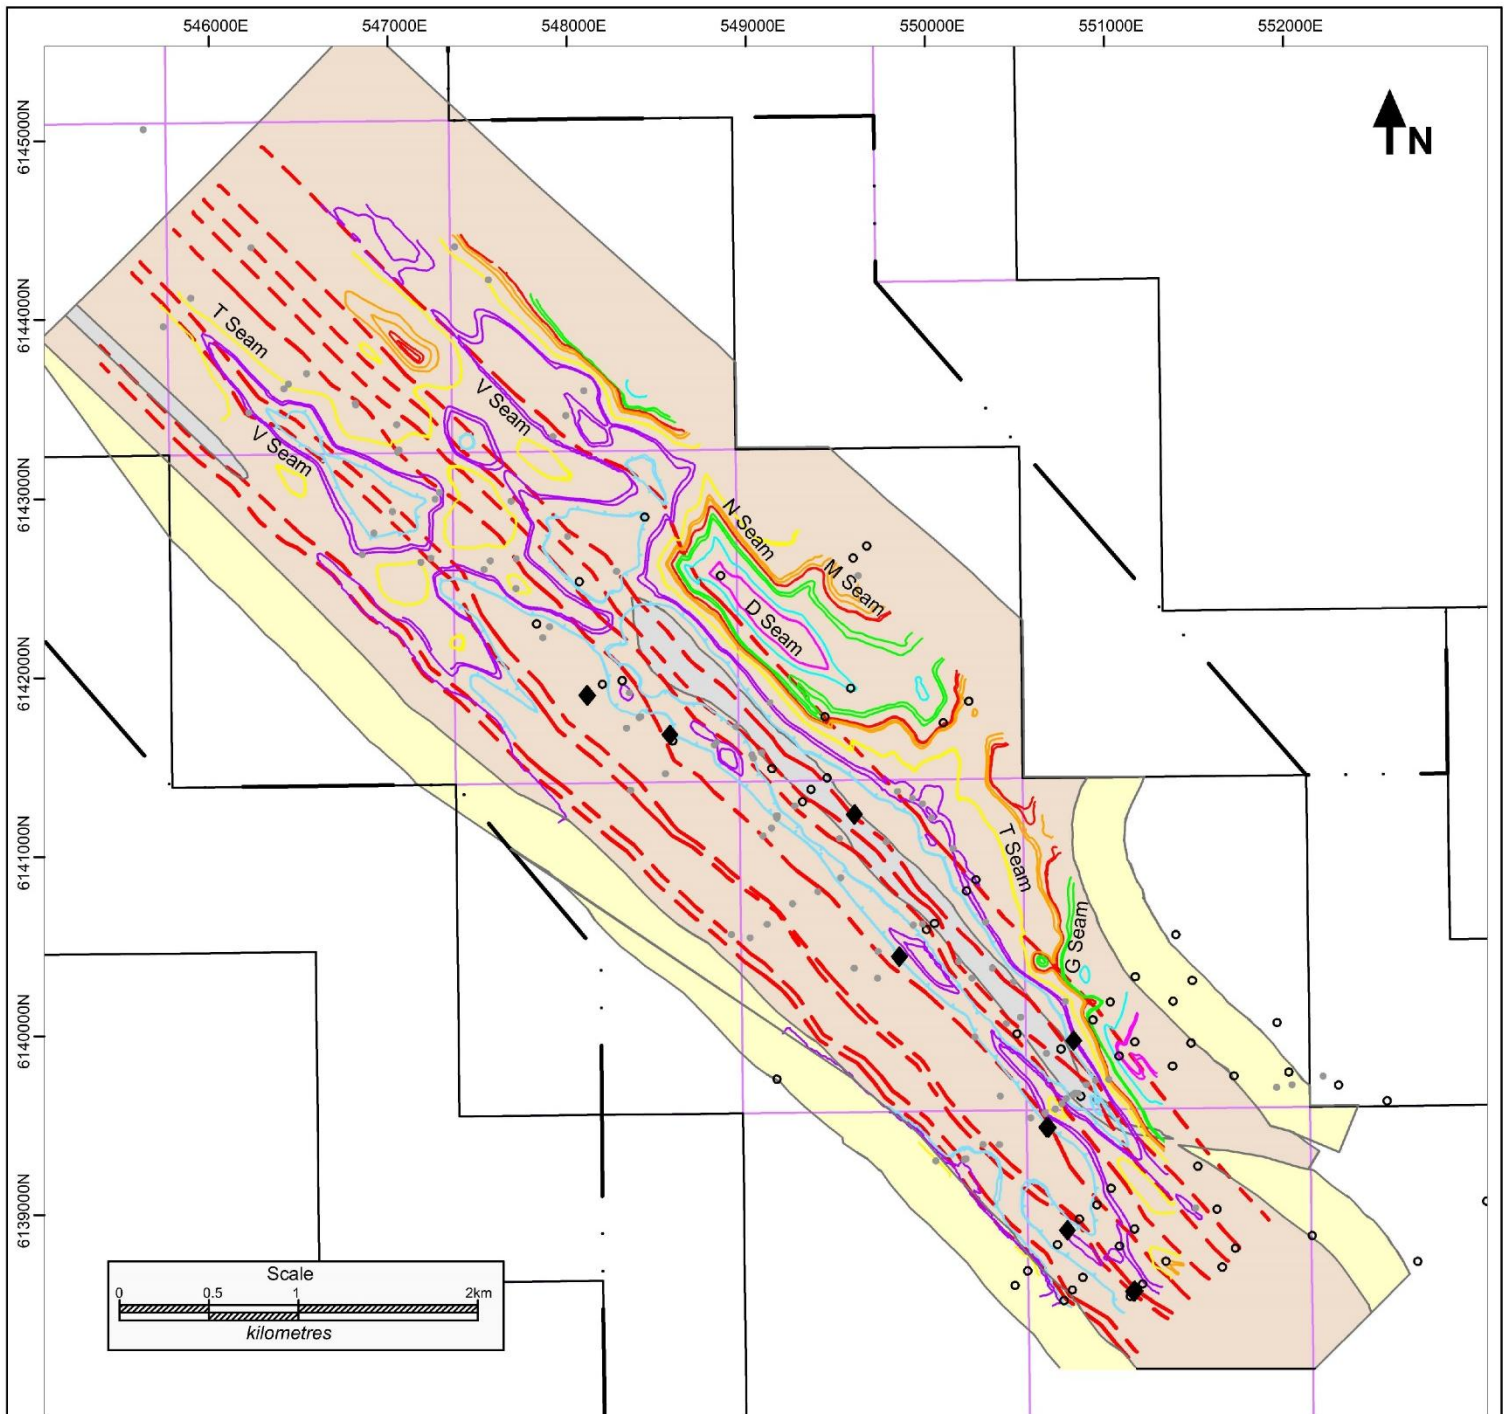 546000E 547000E 548000E 549000E 550000E 551000E 552000E
6145000N
N
6144000N
T Seam
V Seam
V Seam
6143000N
N Seam
M Seam
D Seam
6142000N
6141000N
T Seam
G Seam
6140000N
6139000N
Scale
0 0.5 1 2km
kilometres